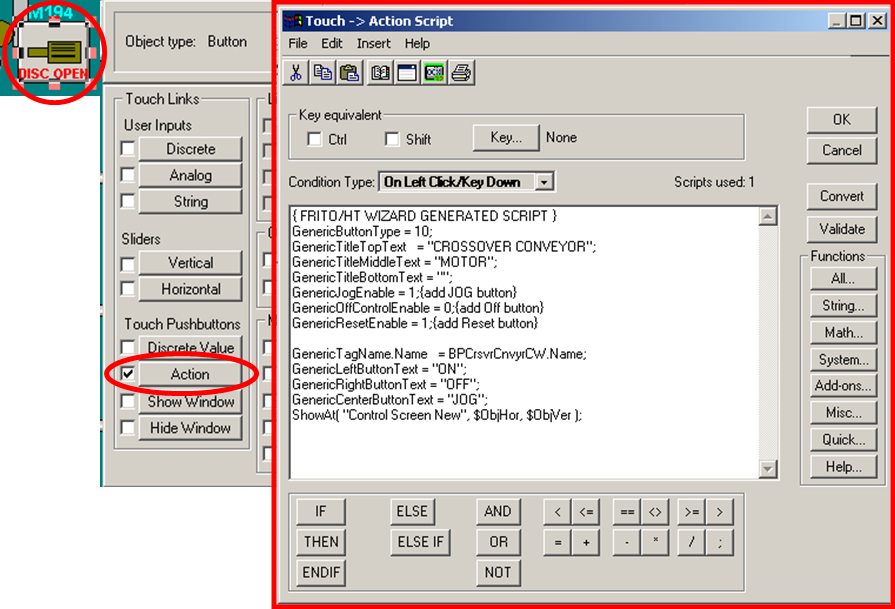 M194
DISC_OPEN
Object type: Button
Touch Links
User Inputs
Discrete
Analog
String
Sliders
Vertical
Horizontal
Touch Pushbuttons
Discrete Value
Action
Show Window
Hide Window
Touch -> Action Script
File Edit Insert Help
Key equivalent
Ctrl Shift Key... None
OK
Cancel
Condition Type: On Left Click/Key Down Scripts used: 1
Convert
Validate
{ FRITO/HT WIZARD GENERATED SCRIPT }
GenericButtonType = 10;
GenericTitleTopText = "CROSSOVER CONVEYOR";
GenericTitleMiddleText = "MOTOR";
GenericTitleBottomText = "";
GenericJogEnable = 1;{add JOG button}
GenericOffControlEnable = 0;{add Off button}
GenericResetEnable = 1;{add Reset button}
GenericTagName.Name = BPCrsvrCnvyrCW.Name;
GenericLeftButtonText = "ON";
GenericRightButtonText = "OFF";
GenericCenterButtonText = "JOG";
ShowAt( "Control Screen New", $ObjHor, $ObjVer );
Functions
All...
String...
Math...
System...
Add-ons...
Misc...
Quick...
Help...
IF ELSE AND < <= == <> >= >
THEN ELSE IF OR = + - * / ;
ENDIF NOT